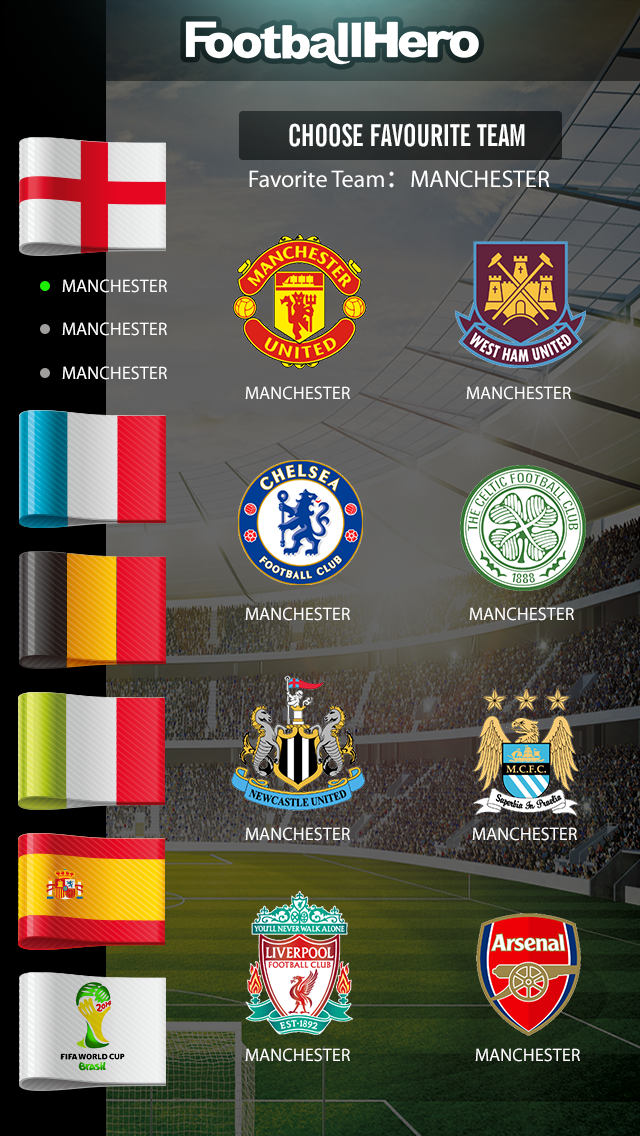 FootballHero
CHOOSE FAVOURITE TEAM
Favorite Team: MANCHESTER
MANCHESTER
MANCHESTER
MANCHESTER
FIFA WORLD CUP
Brasil
2014
MANCHESTER
UNITED
MANCHESTER
WEST HAM UNITED
MANCHESTER
CHELSEA
FOOTBALL CLUB
MANCHESTER
THE CELTIC FOOTBALL CLUB
1888
MANCHESTER
NEWCASTLE UNITED
MANCHESTER
M.C.F.C.
Superbia In Proelia
MANCHESTER
YOU'LL NEVER WALK ALONE
LIVERPOOL
FOOTBALL CLUB
EST·1892
MANCHESTER
Arsenal
MANCHESTER